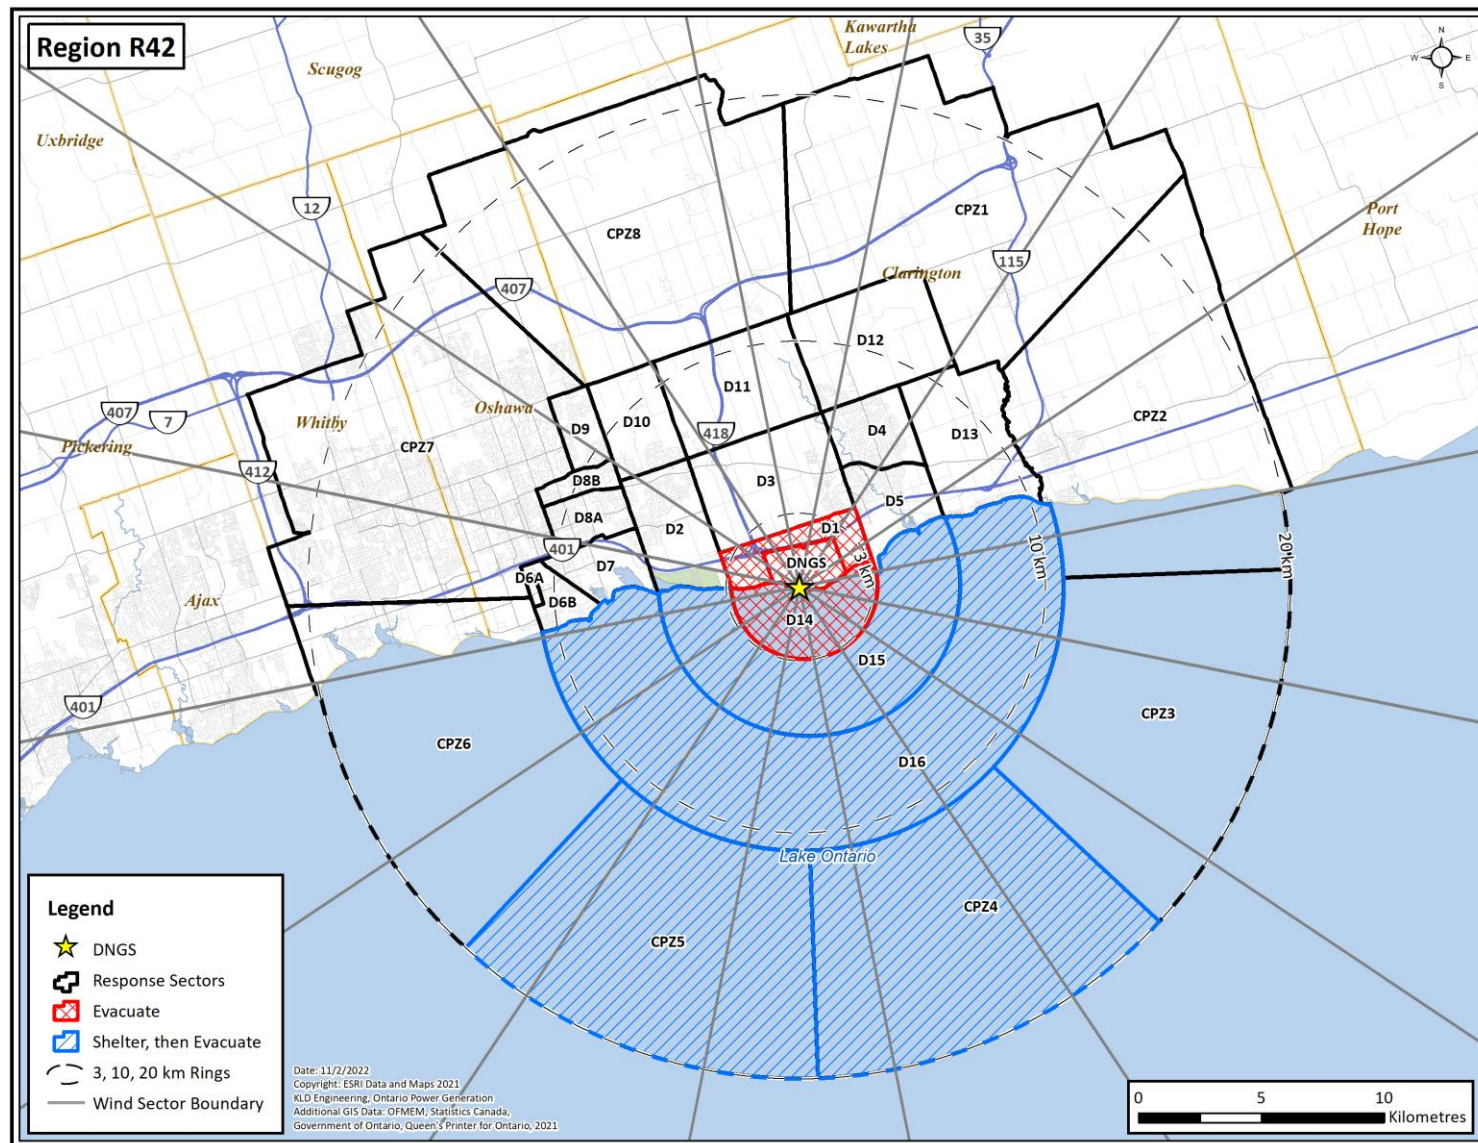 Region R42
Kawartha
Lakes
35
N
W
E
S
Scugog
Uxbridge
12
Port
Hope
CPZ8
CPZ1
115
Clarington
407
D12
407
7
Whitby
Oshawa
D11
CPZ2
Pickering
CPZ7
D9
D10
418
D4
D13
412
D8B
D3
D5
D8A
D2
D1
401
10 km
20 km
D7
DNGS
3 km
D6A
D6B
Ajax
D14
D15
401
CPZ6
CPZ3
D16
Lake Ontario
CPZ4
CPZ5
Legend
DNGS
Response Sectors
Evacuate
Shelter, then Evacuate
3, 10, 20 km Rings
Wind Sector Boundary
Date: 11/2/2022
Copyright: ESRI Data and Maps 2021
KLD Engineering, Ontario Power Generation
Additional GIS Data: OFMEM, Statistics Canada,
Government of Ontario, Queen's Printer for Ontario, 2021
0 5 10
Kilometres